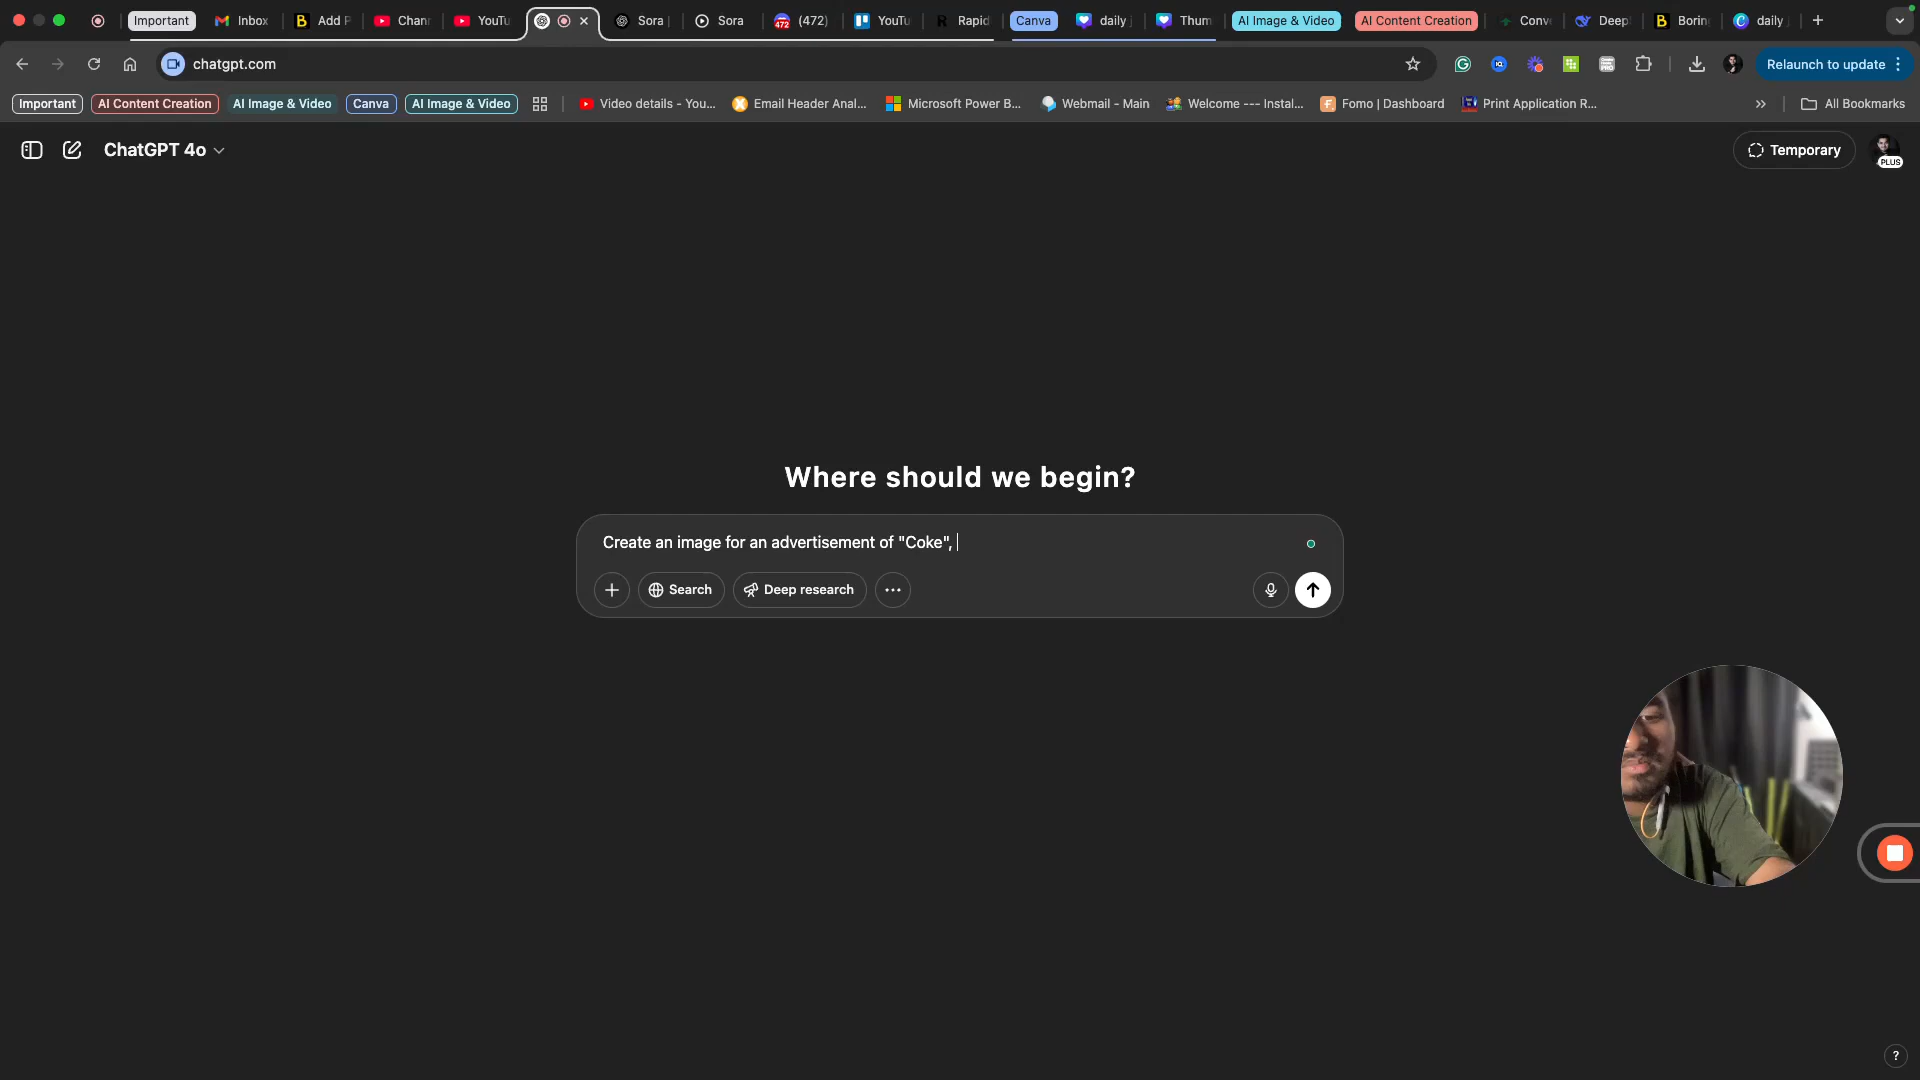 Important
Inbox
Add P
Chann
YouTu
Sora
Sora
472
(472)
YouTu
Rapid
Canva
daily
Thum
AI Image & Video
AI Content Creation
Conv
Deep
Borin
daily
chatgpt.com
Relaunch to update
Important
AI Content Creation
AI Image & Video
Canva
AI Image & Video
Video details - You...
Email Header Anal...
Microsoft Power B...
Webmail - Main
Welcome --- Instal...
Fomo | Dashboard
Print Application R...
All Bookmarks
ChatGPT 4o
Temporary
PLUS
Where should we begin?
Create an image for an advertisement of "Coke",
Search
Deep research
?